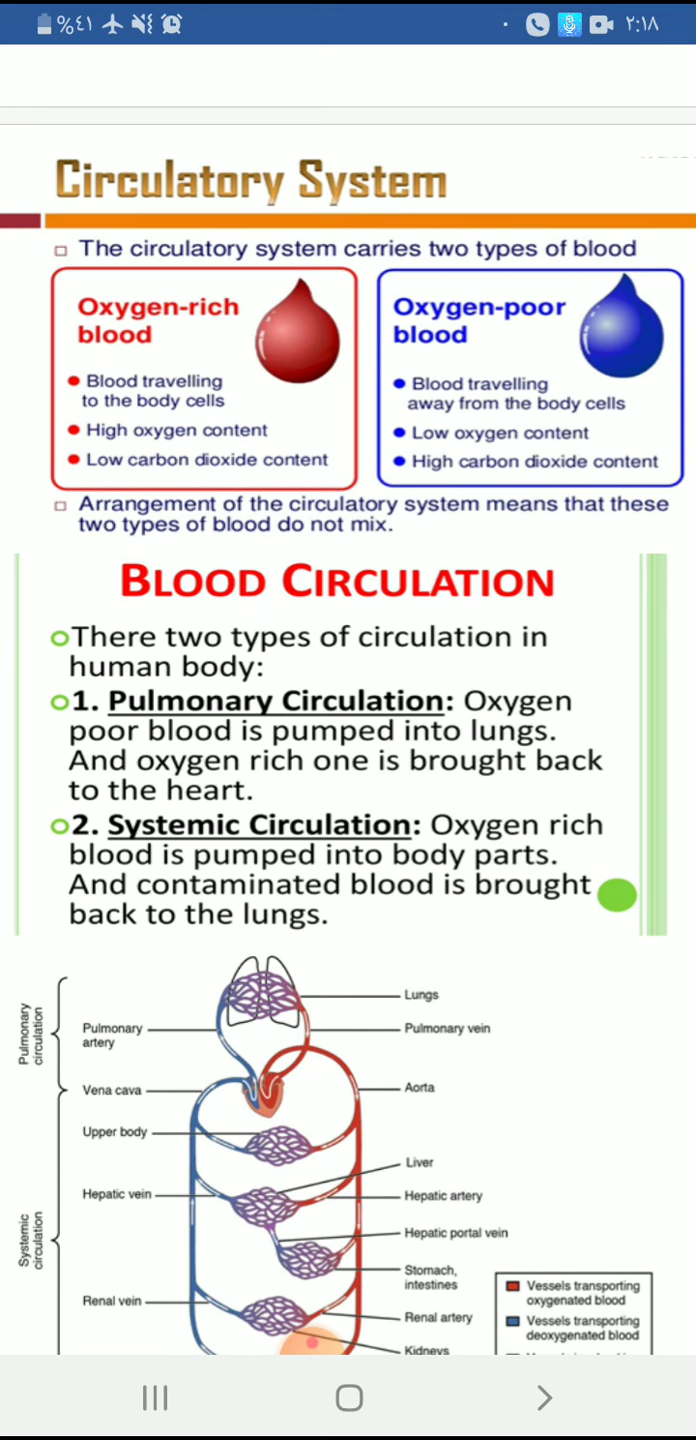 %٤١
٢:١٨
Circulatory System
The circulatory system carries two types of blood
Oxygen-rich
blood
Blood travelling
to the body cells
High oxygen content
Low carbon dioxide content
Oxygen-poor
blood
Blood travelling
away from the body cells
Low oxygen content
High carbon dioxide content
Arrangement of the circulatory system means that these
two types of blood do not mix.
BLOOD CIRCULATION
There two types of circulation in
human body:
1. Pulmonary Circulation: Oxygen
poor blood is pumped into lungs.
And oxygen rich one is brought back
to the heart.
2. Systemic Circulation: Oxygen rich
blood is pumped into body parts.
And contaminated blood is brought
back to the lungs.
Pulmonary
circulation
Systemic
circulation
Lungs
Pulmonary
artery
Pulmonary vein
Vena cava
Aorta
Upper body
Liver
Hepatic vein
Hepatic artery
Hepatic portal vein
Stomach,
intestines
Renal vein
Renal artery
Kidneys
Vessels transporting
oxygenated blood
Vessels transporting
deoxygenated blood